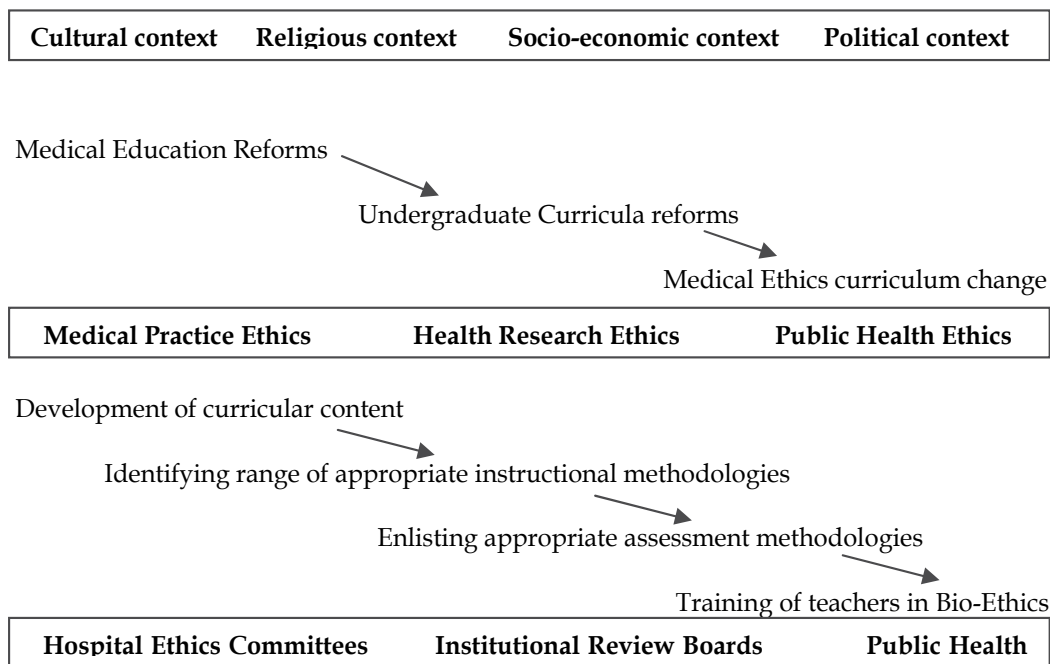 Cultural context Religious context Socio-economic context Political context
Medical Education Reforms
Undergraduate Curricula reforms
Medical Ethics curriculum change
Medical Practice Ethics Health Research Ethics Public Health Ethics
Development of curricular content
Identifying range of appropriate instructional methodologies
Enlisting appropriate assessment methodologies
Training of teachers in Bio-Ethics
Hospital Ethics Committees Institutional Review Boards Public Health